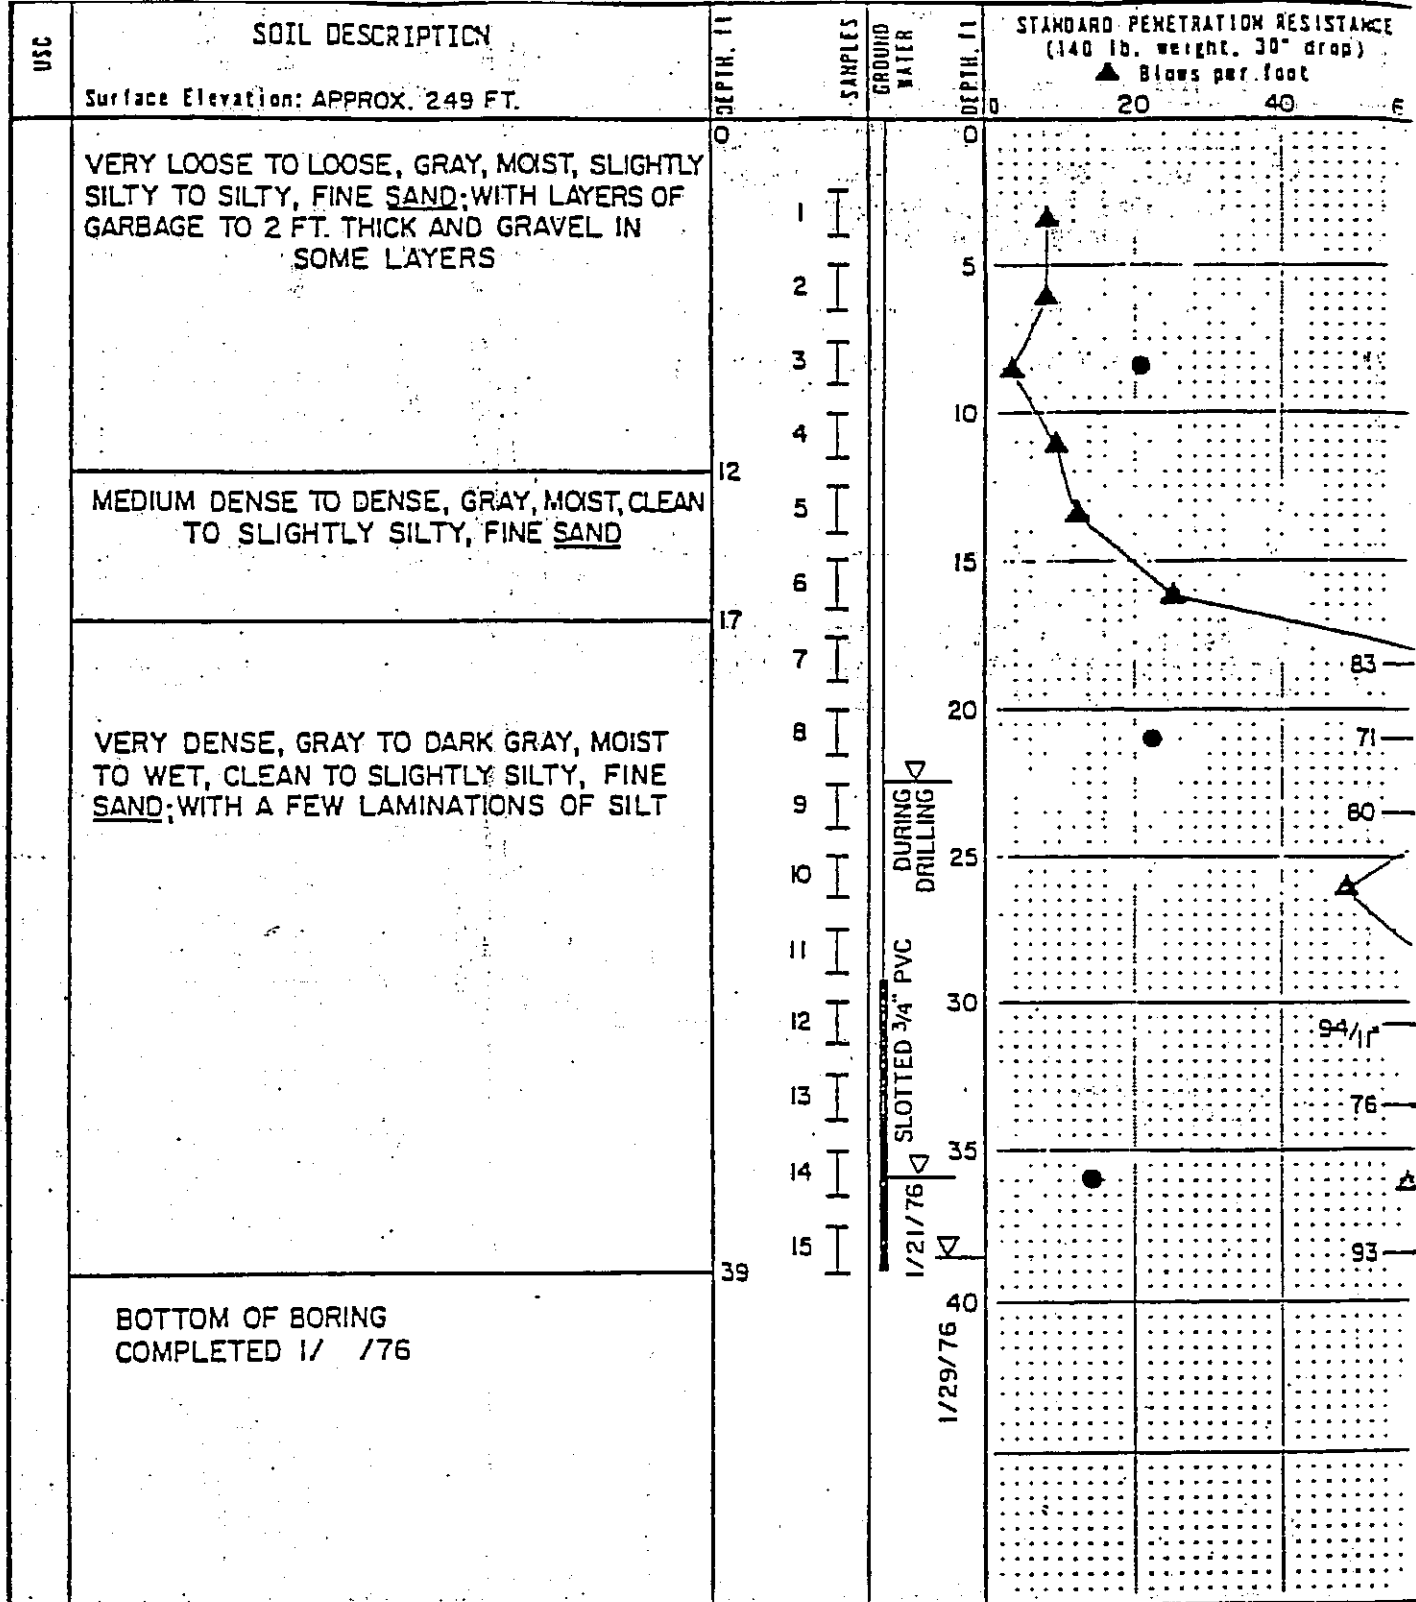 USC
SOIL DESCRIPTION
Surface Elevation: APPROX. 249 FT.
DEPTH, ft
SAMPLES
GROUND
WATER
DEPTH, ft
STANDARD PENETRATION RESISTANCE
(140 lb. weight, 30" drop)
▲ Blows per foot
0 20 40
0
0
VERY LOOSE TO LOOSE, GRAY, MOIST, SLIGHTLY
SILTY TO SILTY, FINE SAND; WITH LAYERS OF
GARBAGE TO 2 FT. THICK AND GRAVEL IN
SOME LAYERS
1
5
2
3
10
4
12
MEDIUM DENSE TO DENSE, GRAY, MOIST, CLEAN
TO SLIGHTLY SILTY, FINE SAND
5
15
6
17
7
83
20
VERY DENSE, GRAY TO DARK GRAY, MOIST
TO WET, CLEAN TO SLIGHTLY SILTY, FINE
SAND; WITH A FEW LAMINATIONS OF SILT
8
71
9
80
DURING
DRILLING
25
10
11
SLOTTED 3/4" PVC
30
12
94/11"
13
76
35
14
1/21/76
15
93
39
40
1/29/76
BOTTOM OF BORING
COMPLETED 1/ /76